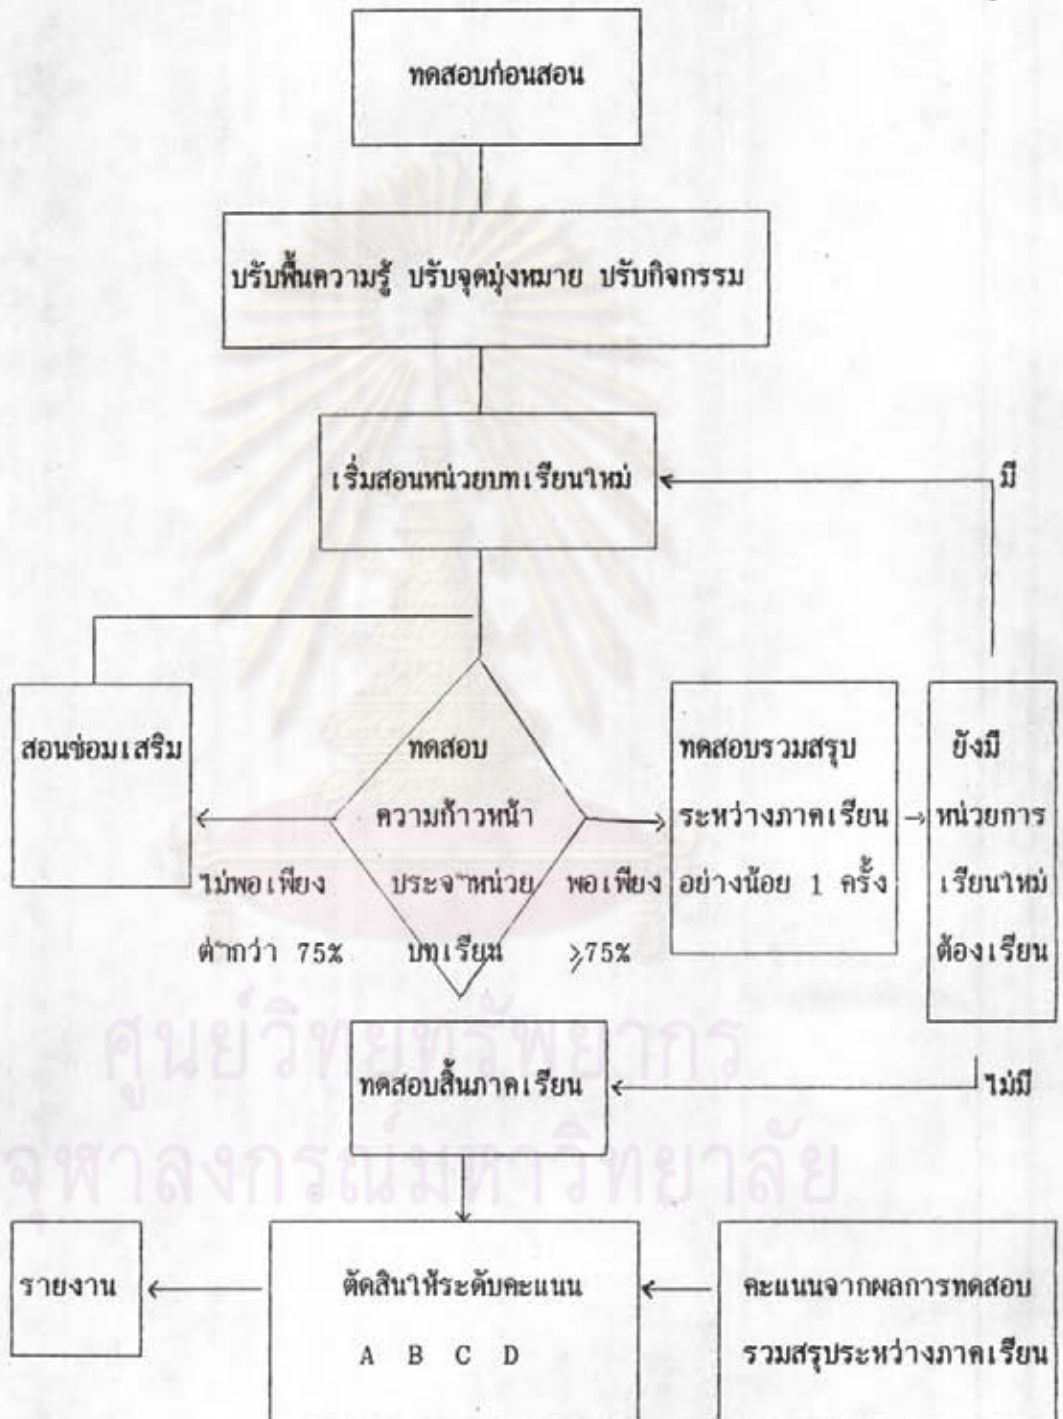 ทดสอบก่อนสอน
ปรับพื้นความรู้ ปรับจุดมุ่งหมาย ปรับกิจกรรม
เริ่มสอนหน่วยบทเรียนใหม่
มี
สอนซ่อมเสริม
ทดสอบ
ความก้าวหน้า
ประจำหน่วย
บทเรียน
ไม่พอเพียง
ต่ำกว่า 75%
พอเพียง
≥75%
ทดสอบรวมสรุป
ระหว่างภาคเรียน
อย่างน้อย 1 ครั้ง
ยังมี
หน่วยการ
เรียนใหม่
ต้องเรียน
ไม่มี
ทดสอบสิ้นภาคเรียน
รายงาน
ตัดสินให้ระดับคะแนน
A B C D
คะแนนจากผลการทดสอบ
รวมสรุประหว่างภาคเรียน
ศูนย์วิทยทรัพยากร
จุฬาลงกรณ์มหาวิทยาลัย